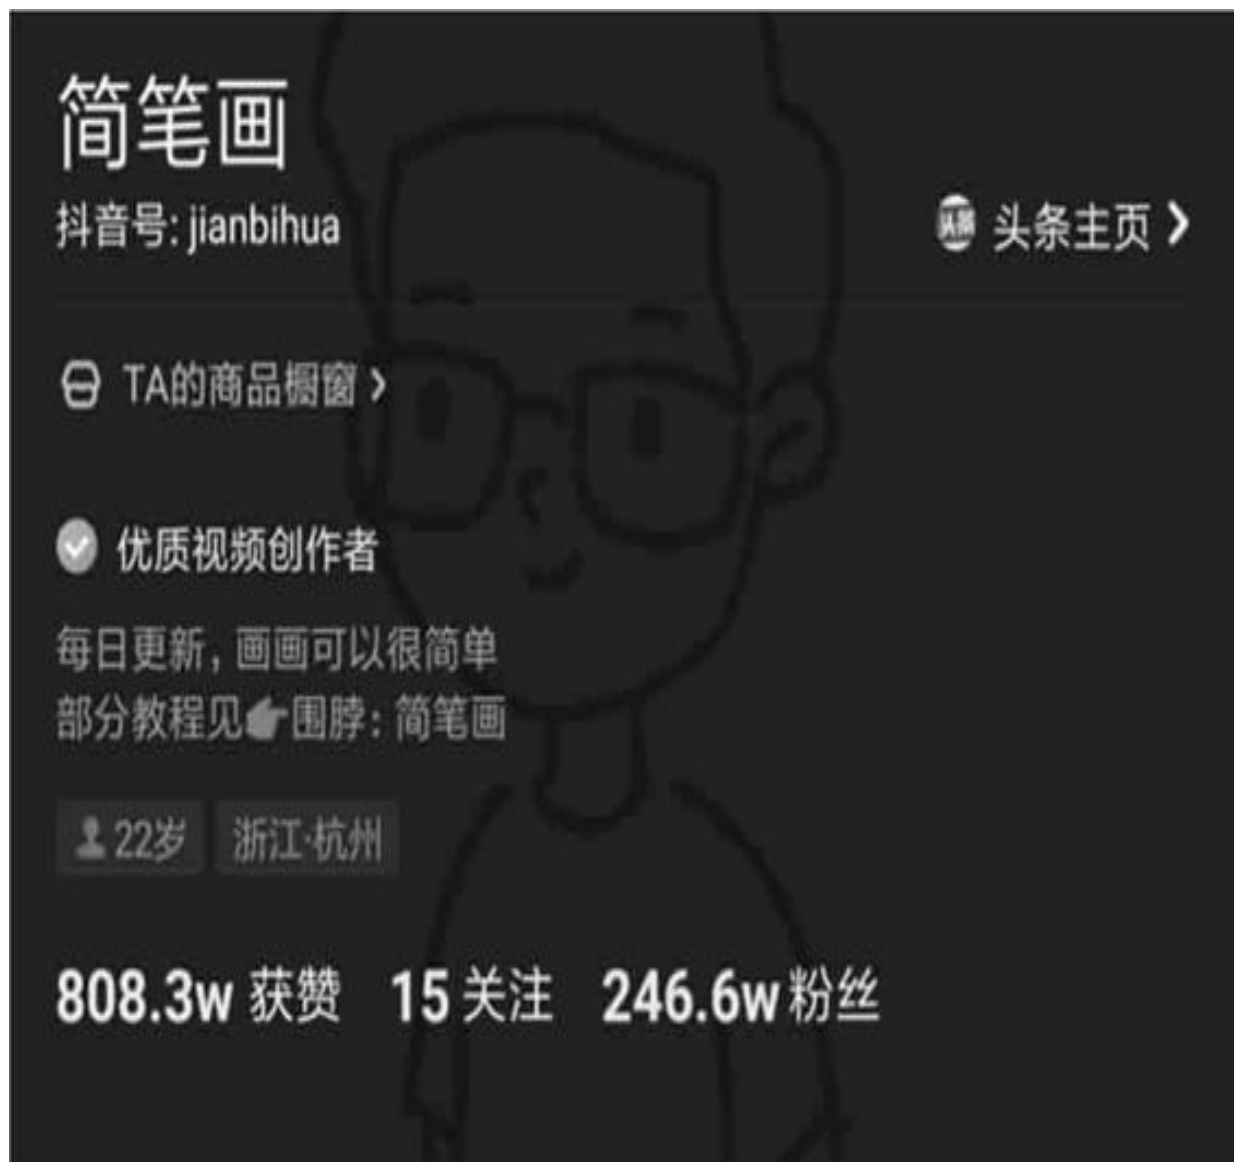 简笔画
抖音号: jianbihua
头条 头条主页
TA的商品橱窗
优质视频创作者
每日更新，画画可以很简单
部分教程见👉围脖：简笔画
22岁 浙江·杭州
808.3w 获赞 15 关注 246.6w 粉丝